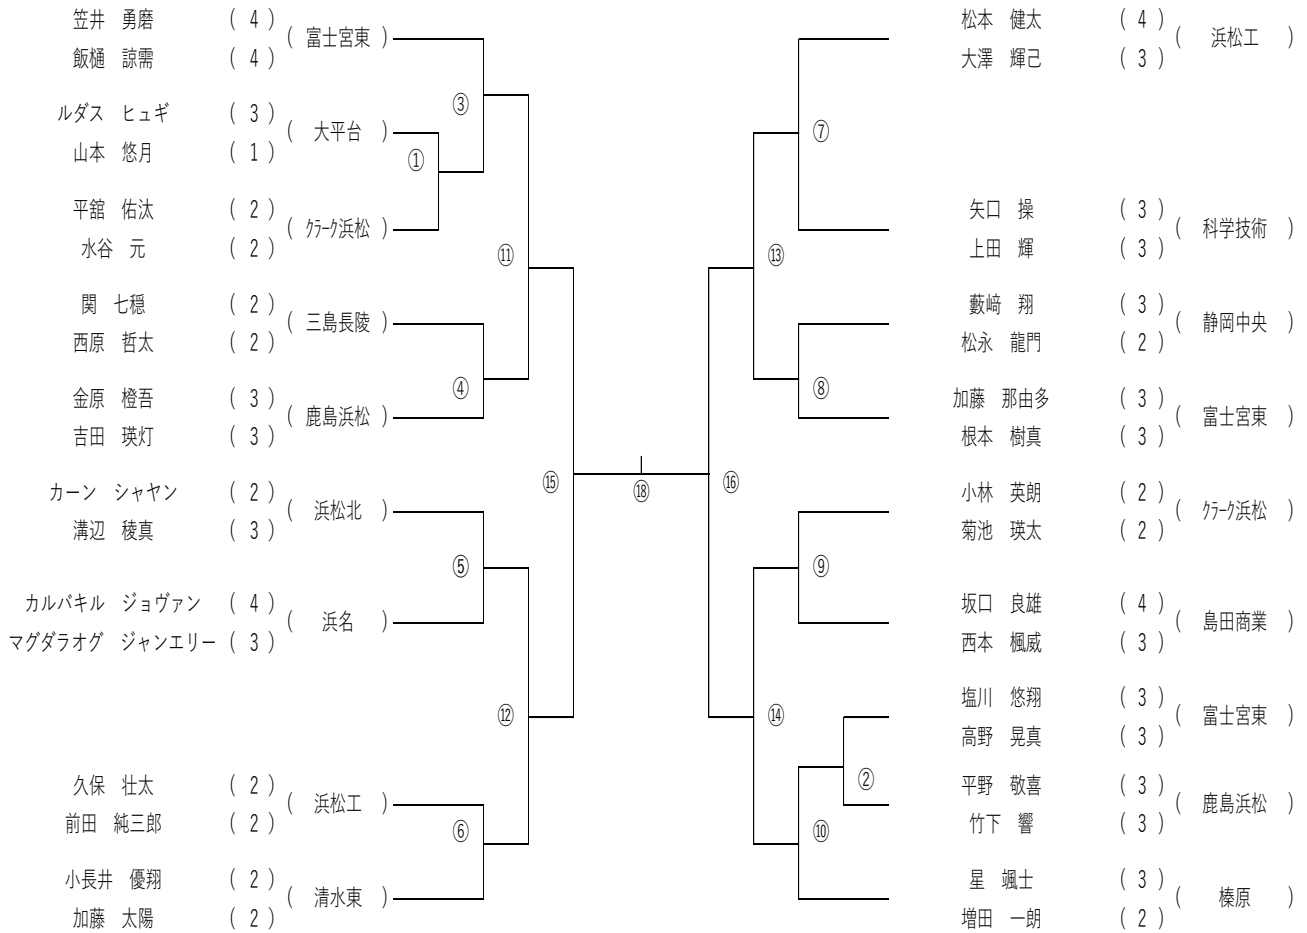 笠井　勇磨 ( 4 )
( 富士宮東 )
飯樋　諒需 ( 4 )
ルダス　ヒュギ ( 3 )
( 大平台 )
山本　悠月 ( 1 )
平舘　佑汰 ( 2 )
( ｸﾗｰｸ浜松 )
水谷　元 ( 2 )
関　七穏 ( 2 )
( 三島長陵 )
西原　哲太 ( 2 )
金原　橙吾 ( 3 )
( 鹿島浜松 )
吉田　瑛灯 ( 3 )
カーン　シャヤン ( 2 )
( 浜松北 )
溝辺　稜真 ( 3 )
カルバキル　ジョヴァン ( 4 )
( 浜名 )
マグダラオグ　ジャンエリー ( 3 )
久保　壮太 ( 2 )
( 浜松工 )
前田　純三郎 ( 2 )
小長井　優翔 ( 2 )
( 清水東 )
加藤　太陽 ( 2 )
③
①
⑪
④
⑮
⑤
⑫
⑥
⑱
⑯
⑦
⑬
⑧
⑨
⑭
②
⑩
松本　健太 ( 4 )
( 浜松工 )
大澤　輝己 ( 3 )
矢口　操 ( 3 )
( 科学技術 )
上田　輝 ( 3 )
藪﨑　翔 ( 3 )
( 静岡中央 )
松永　龍門 ( 2 )
加藤　那由多 ( 3 )
( 富士宮東 )
根本　樹真 ( 3 )
小林　英朗 ( 2 )
( ｸﾗｰｸ浜松 )
菊池　瑛太 ( 2 )
坂口　良雄 ( 4 )
( 島田商業 )
西本　楓威 ( 3 )
塩川　悠翔 ( 3 )
( 富士宮東 )
高野　晃真 ( 3 )
平野　敬喜 ( 3 )
( 鹿島浜松 )
竹下　響 ( 3 )
星　颯士 ( 3 )
( 榛原 )
増田　一朗 ( 2 )